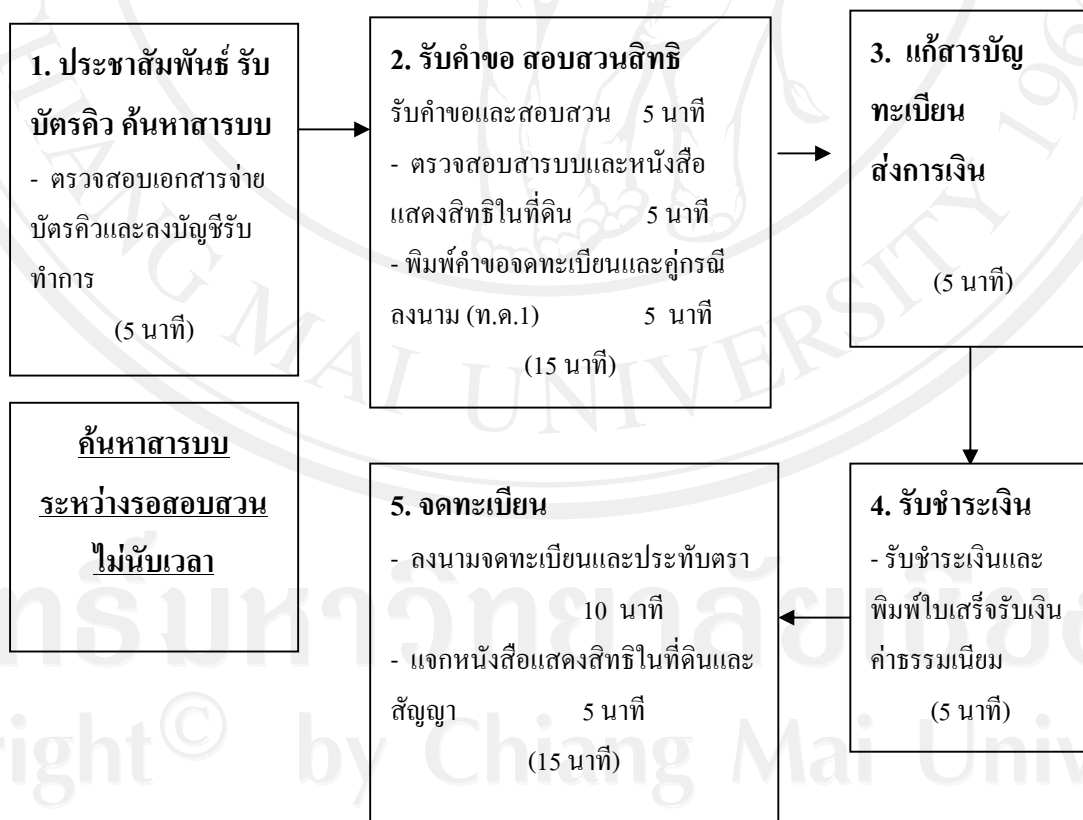 1. ประชาสัมพันธ์ รับ
บัตรคิว ค้นหาสารบบ
- ตรวจสอบเอกสารจ่าย
บัตรคิวและลงบัญชีรับ
ทำการ
(5 นาที)
2. รับคำขอ สอบสวนสิทธิ
รับคำขอและสอบสวน 5 นาที
- ตรวจสอบสารบบและหนังสือ
แสดงสิทธิในที่ดิน 5 นาที
- พิมพ์คำขอจดทะเบียนและคู่กรณี
ลงนาม (ท.ค.1) 5 นาที
(15 นาที)
3. แก้สารบัญ
ทะเบียน
ส่งการเงิน
(5 นาที)
ค้นหาสารบบ
ระหว่างรอสอบสวน
ไม่นับเวลา
4. รับชำระเงิน
- รับชำระเงินและ
พิมพ์ใบเสร็จรับเงิน
ค่าธรรมเนียม
(5 นาที)
5. จดทะเบียน
- ลงนามจดทะเบียนและประทับตรา
10 นาที
- แจกหนังสือแสดงสิทธิในที่ดินและ
สัญญา 5 นาที
(15 นาที)
MAI UNIVERSITY 196
by Chiang Mai Univ